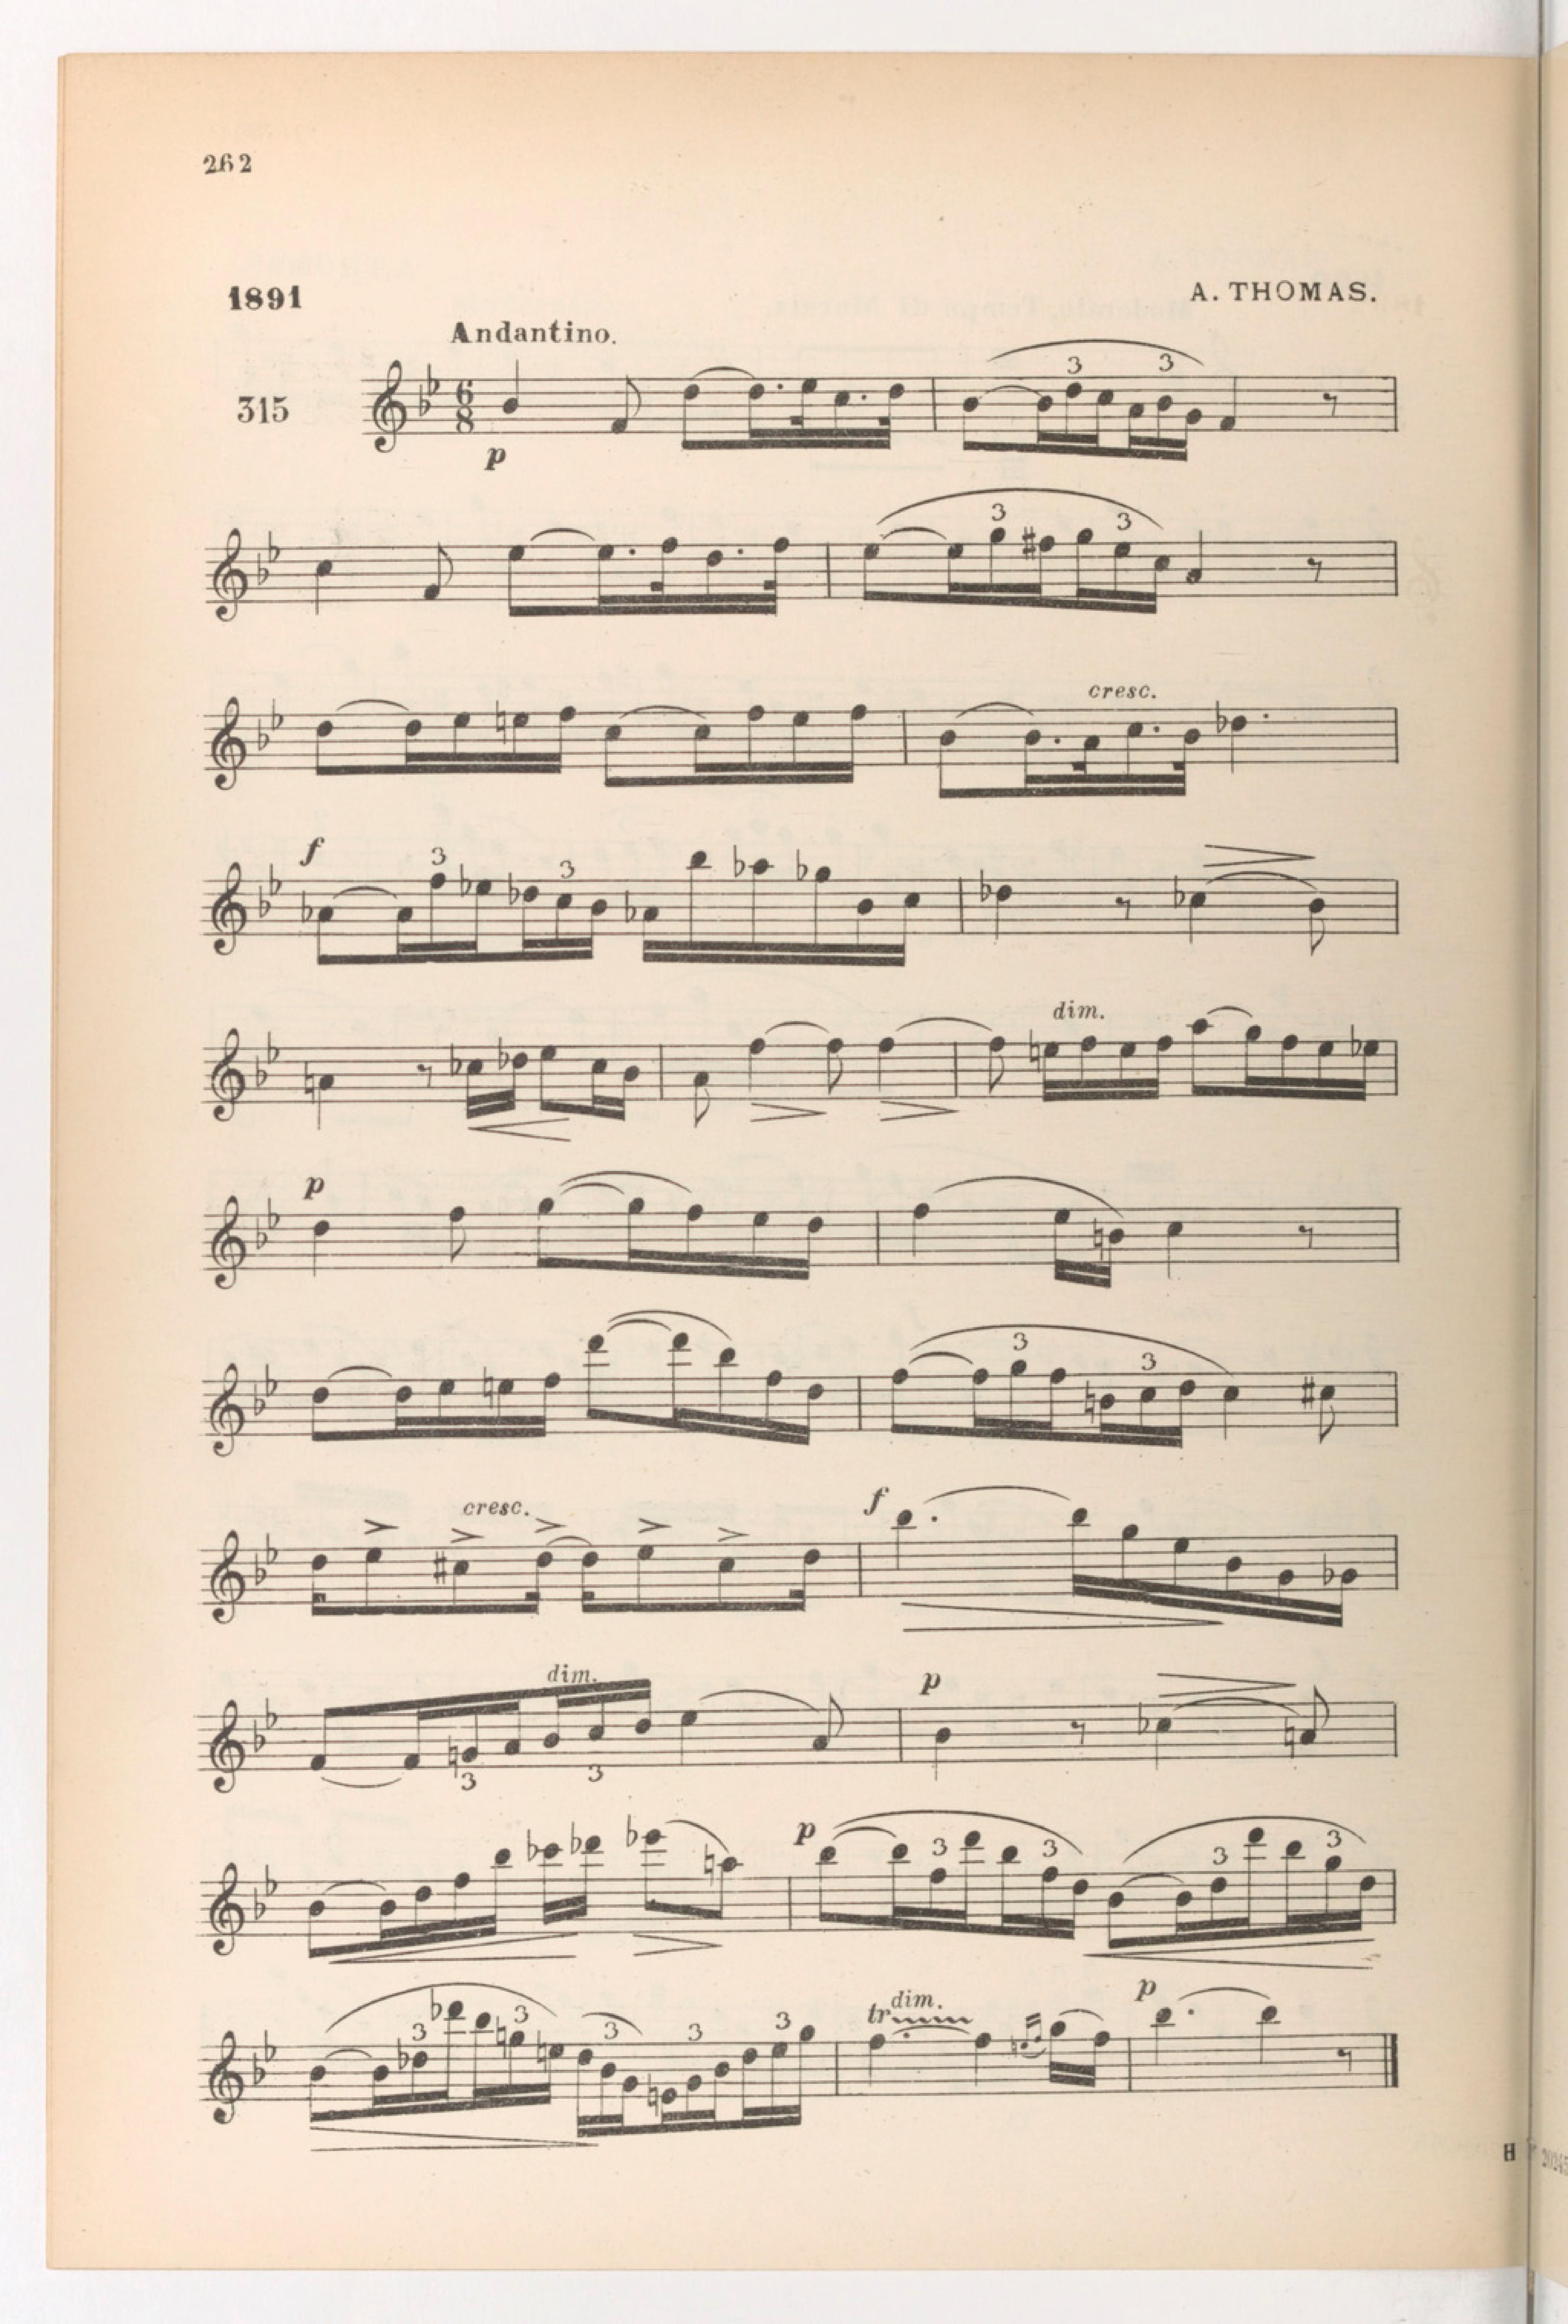 262
1891
A. THOMAS.
Andantino.
315
6
8
3 3
p
3 3
cresc.
f 3 3
dim.
p
3 3
cresc. f
dim. p
3 3
p 3 3 3 3
p
3 3 3 3 3 tr dim.
H